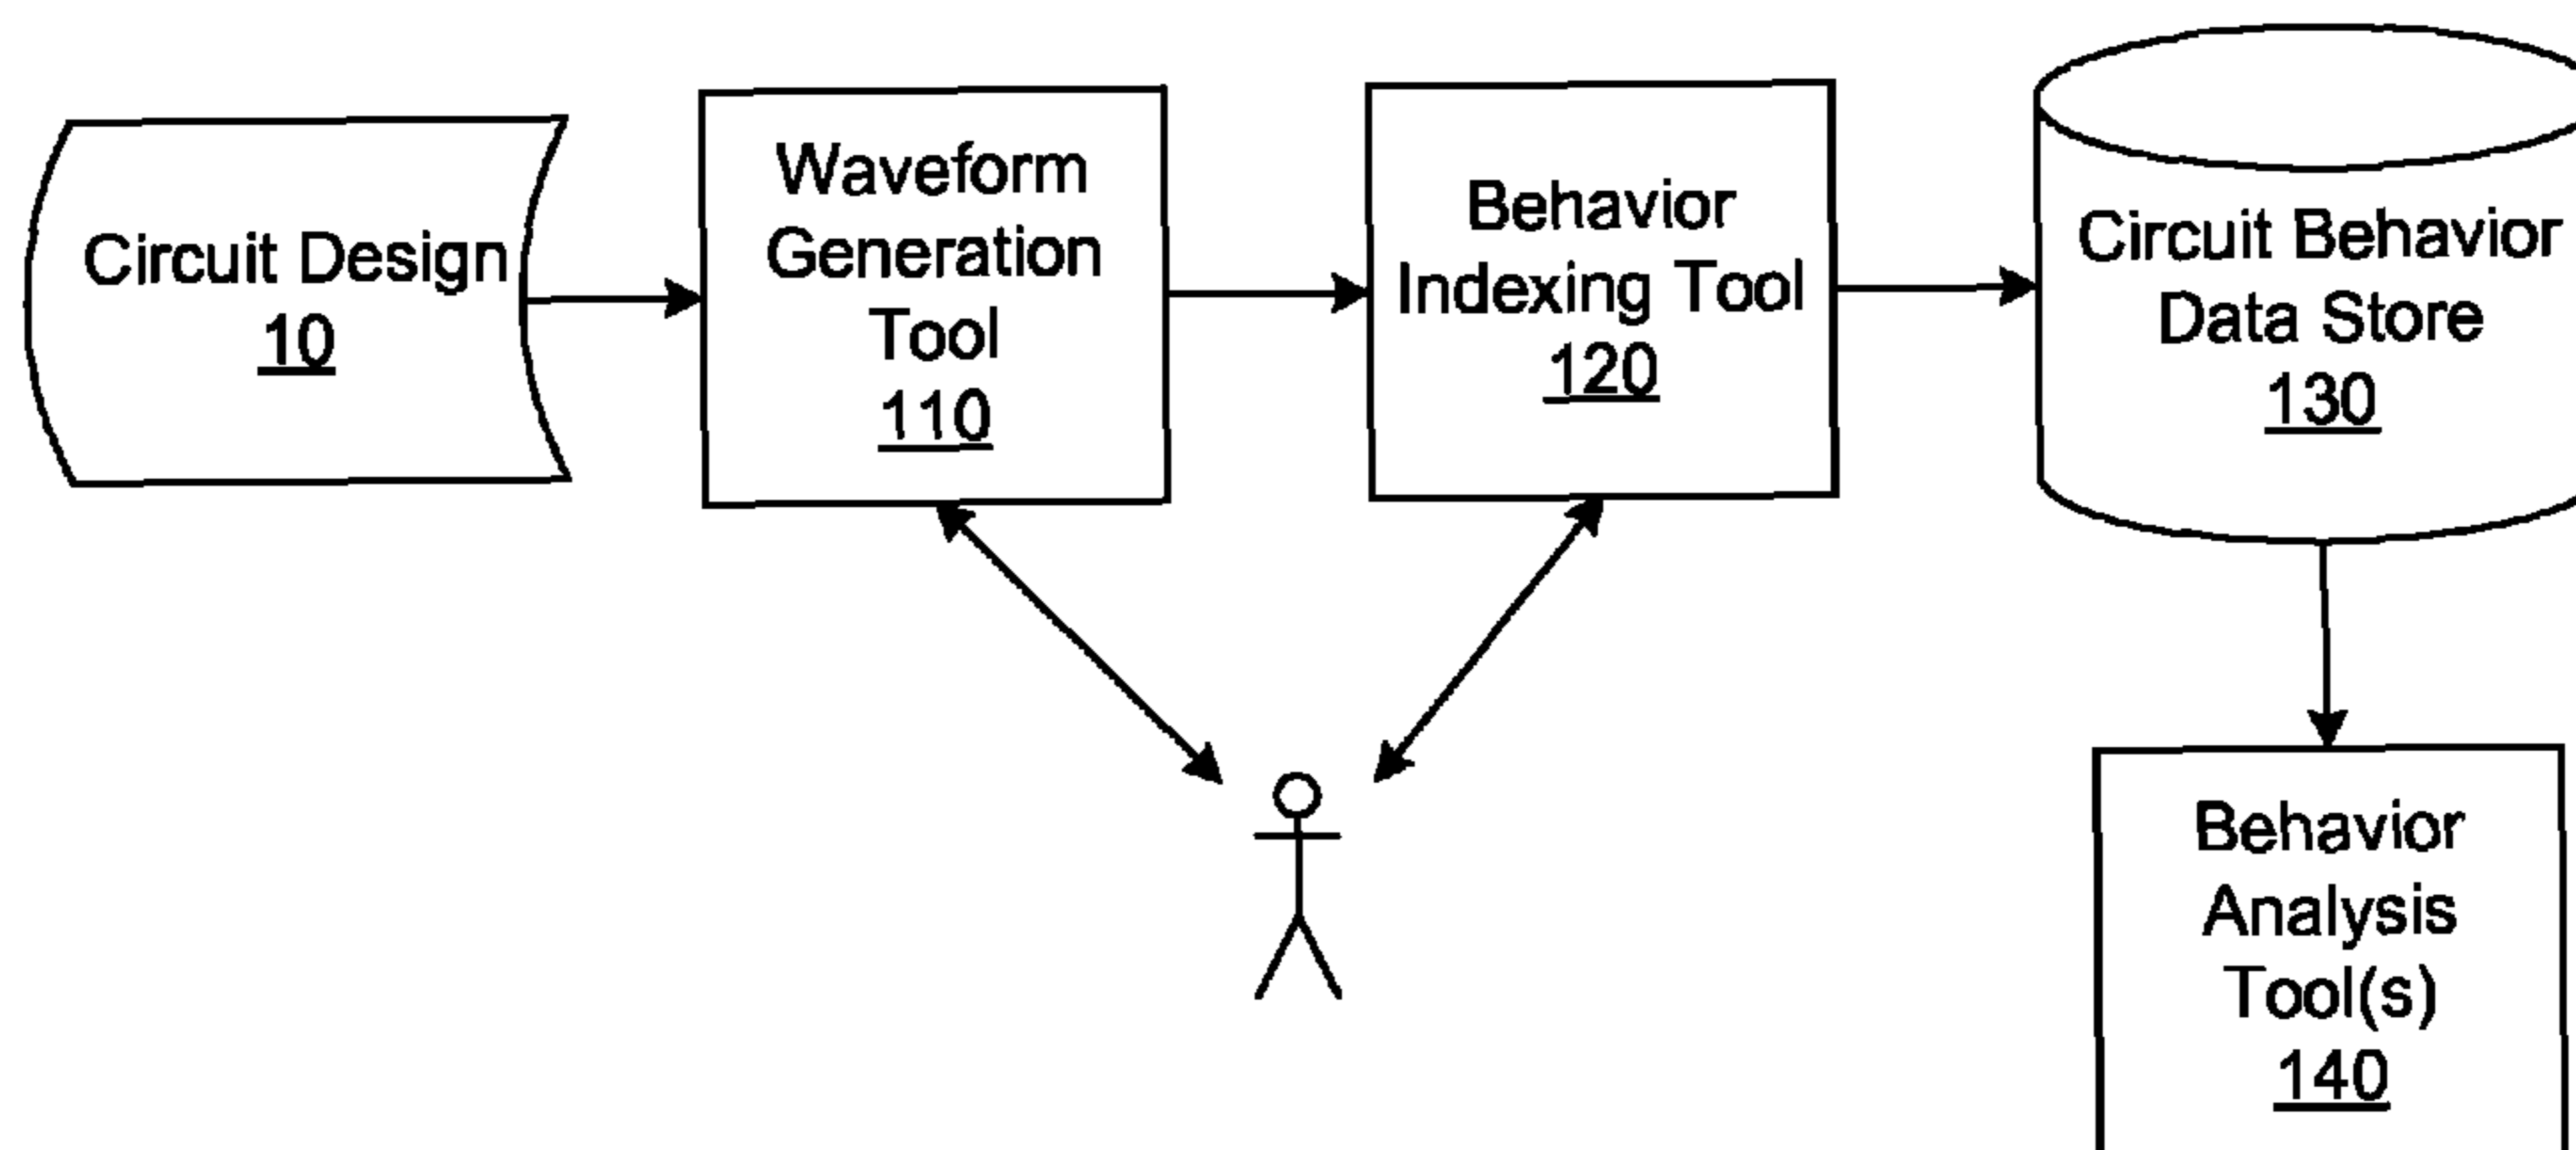 Circuit Design
10
Waveform
Generation
Tool
110
Behavior
Indexing Tool
120
Circuit Behavior
Data Store
130
Behavior
Analysis
Tool(s)
140